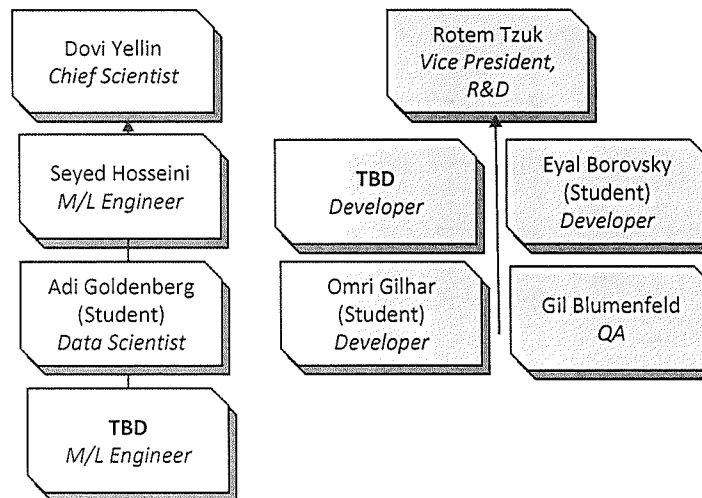 Dovi Yellin
Chief Scientist
Seyed Hosseini
M/L Engineer
Adi Goldenberg
(Student)
Data Scientist
TBD
M/L Engineer
Rotem Tzuk
Vice President,
R&D
TBD
Developer
Eyal Borovsky
(Student)
Developer
Omri Gilhar
(Student)
Developer
Gil Blumenfeld
QA